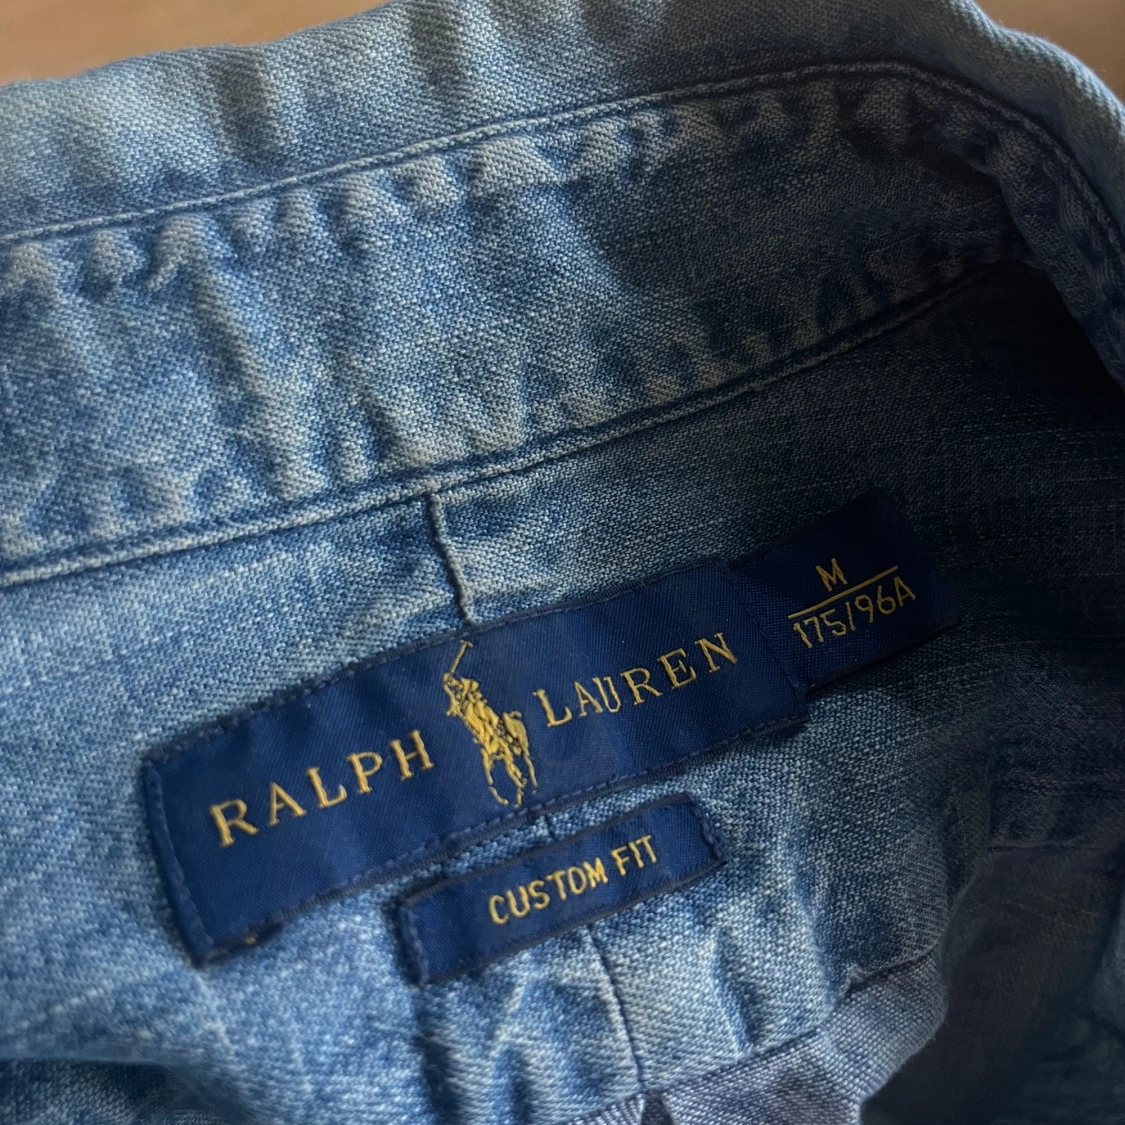 RALPH LAUREN
M
175/96A
CUSTOM FIT